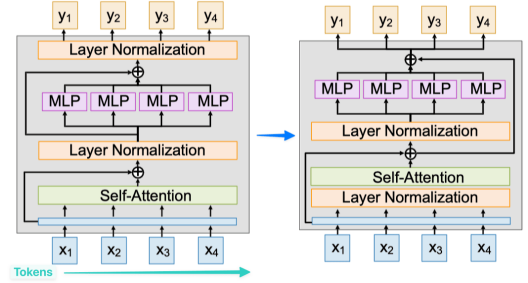 y1 y2 y3 y4
Layer Normalization
MLP MLP MLP MLP
Layer Normalization
Self-Attention
x1 x2 x3 x4
Tokens
y1 y2 y3 y4
MLP MLP MLP MLP
Layer Normalization
Self-Attention
Layer Normalization
x1 x2 x3 x4